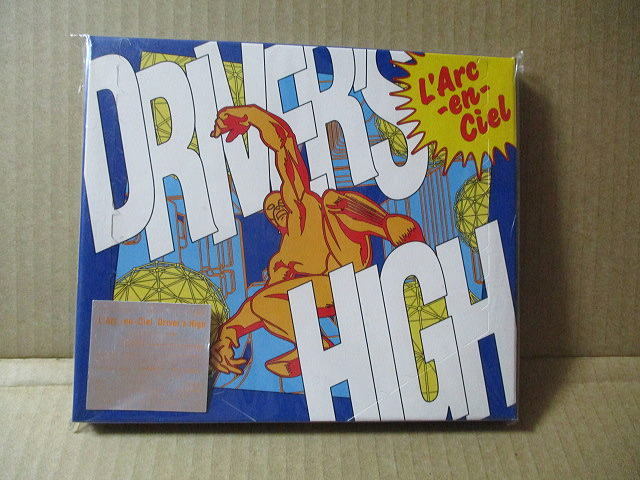 DRIVER'S
HIGH
L'Arc
-en-
Ciel
L'Arc-en-Ciel Driver's High